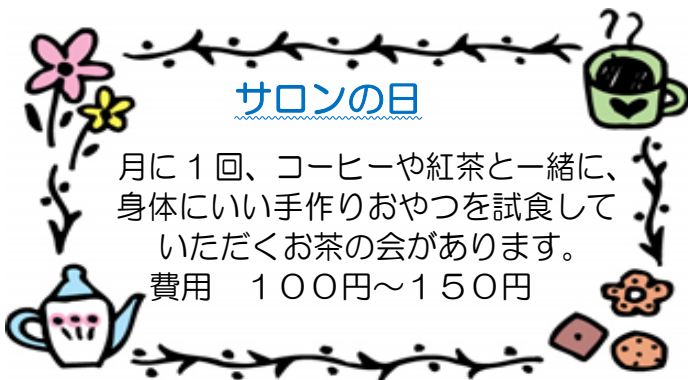 サロンの日
月に1回、コーヒーや紅茶と一緒に、
身体にいい手作りおやつを試食して
いただくお茶の会があります。
費用　１００円～１５０円